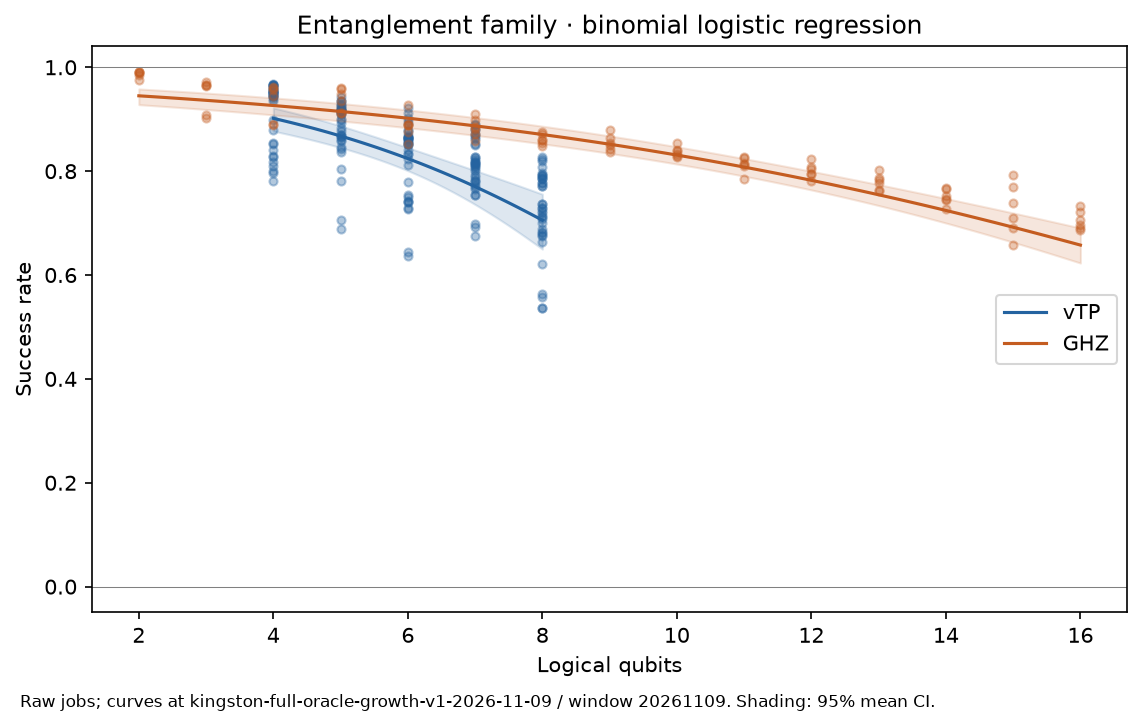 Entanglement family · binomial logistic regression
1.0
0.8
0.6
0.4
0.2
0.0
Success rate
vTP
GHZ
2 4 6 8 10 12 14 16
Logical qubits
Raw jobs; curves at kingston-full-oracle-growth-v1-2026-11-09 / window 20261109. Shading: 95% mean CI.